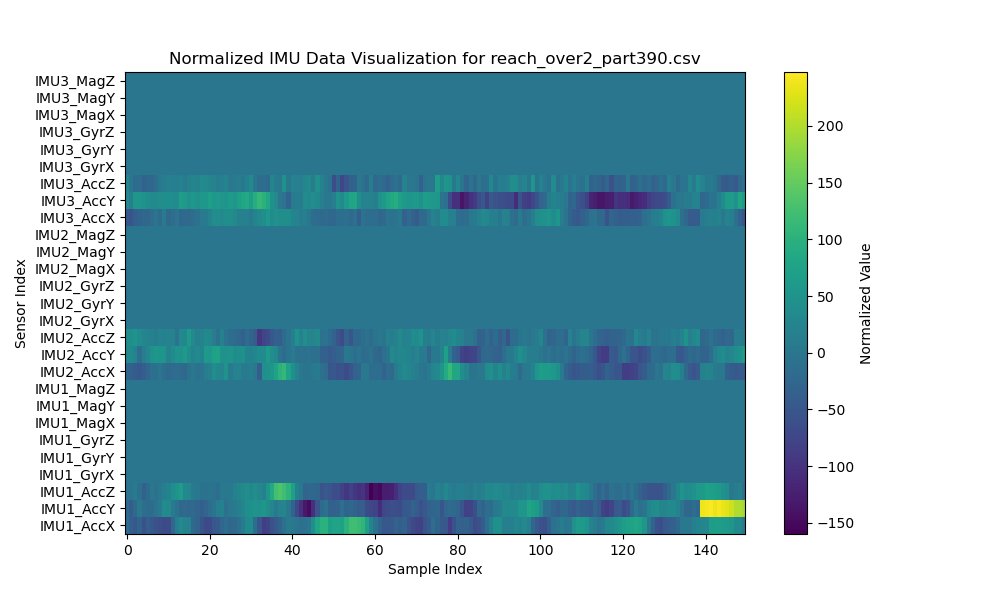 Normalized IMU Data Visualization for reach_over2_part390.csv
IMU3_MagZ
IMU3_MagY
IMU3_MagX
IMU3_GyrZ
IMU3_GyrY
IMU3_GyrX
IMU3_AccZ
IMU3_AccY
IMU3_AccX
IMU2_MagZ
IMU2_MagY
IMU2_MagX
IMU2_GyrZ
IMU2_GyrY
IMU2_GyrX
IMU2_AccZ
IMU2_AccY
IMU2_AccX
IMU1_MagZ
IMU1_MagY
IMU1_MagX
IMU1_GyrZ
IMU1_GyrY
IMU1_GyrX
IMU1_AccZ
IMU1_AccY
IMU1_AccX
Sensor Index
0 20 40 60 80 100 120 140
Sample Index
200
150
100
50
0
−50
−100
−150
Normalized Value